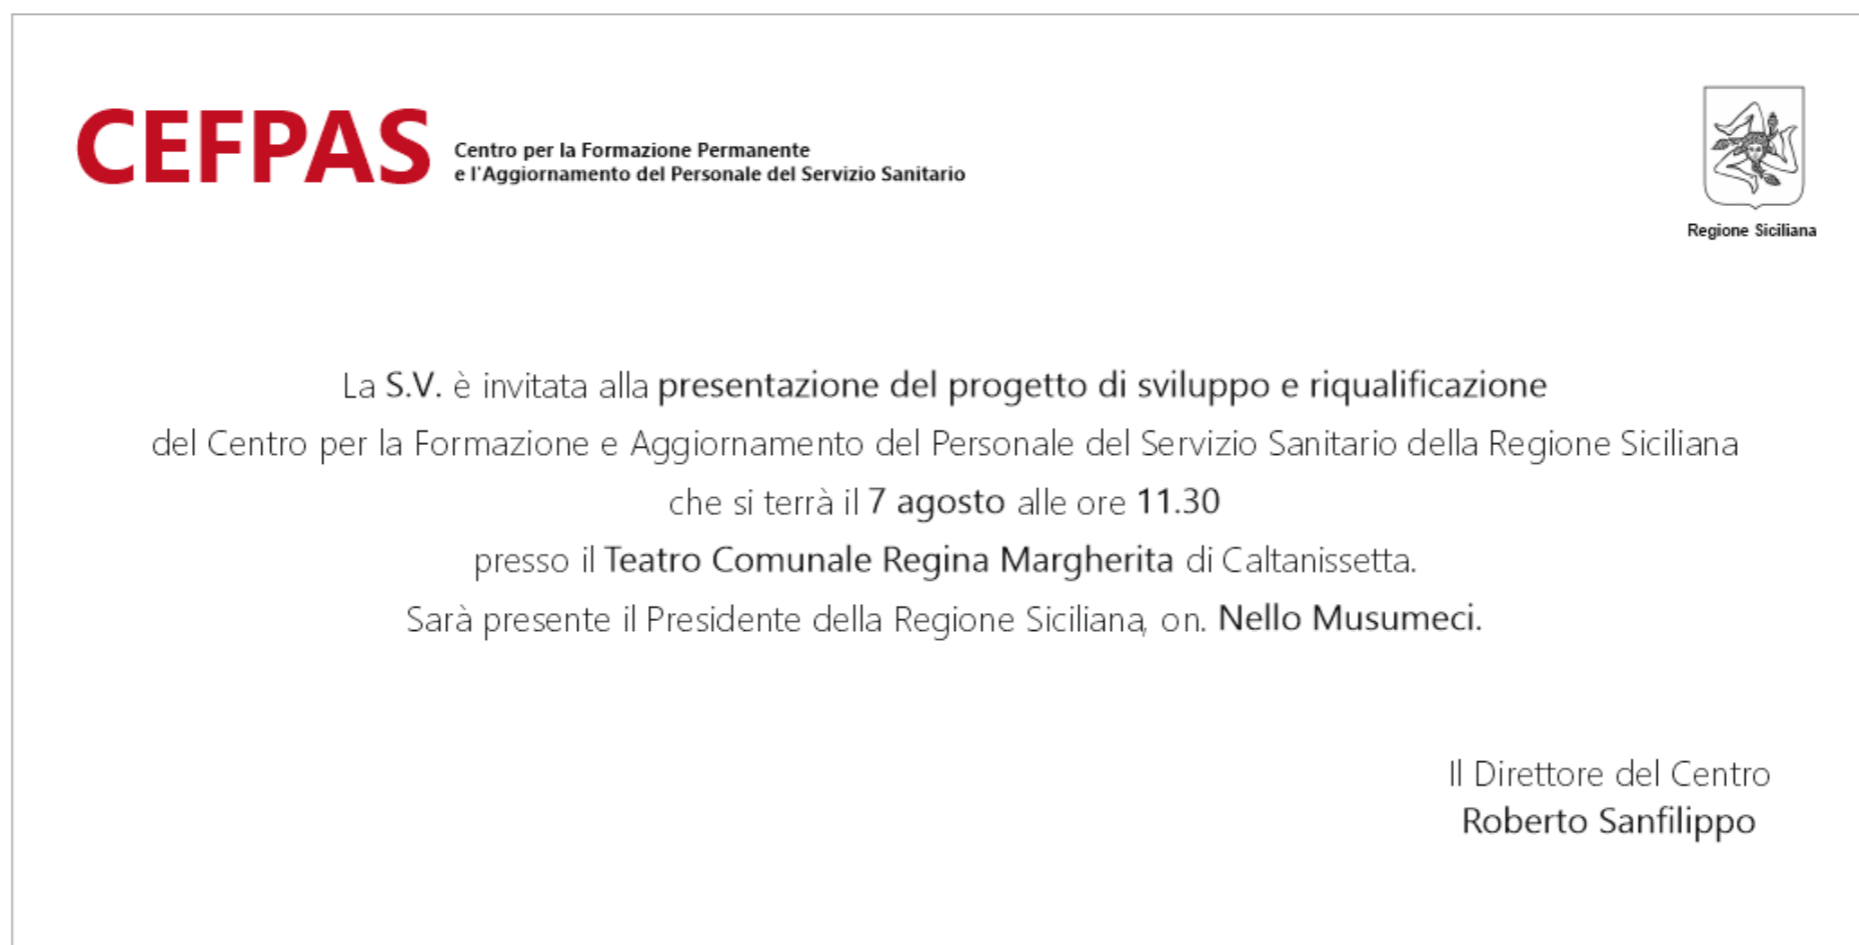 CEFPAS
Centro per la Formazione Permanente
e l'Aggiornamento del Personale del Servizio Sanitario
Regione Siciliana
La S.V. è invitata alla presentazione del progetto di sviluppo e riqualificazione
del Centro per la Formazione e Aggiornamento del Personale del Servizio Sanitario della Regione Siciliana
che si terrà il 7 agosto alle ore 11.30
presso il Teatro Comunale Regina Margherita di Caltanissetta.
Sarà presente il Presidente della Regione Siciliana, on. Nello Musumeci.
Il Direttore del Centro
Roberto Sanfilippo